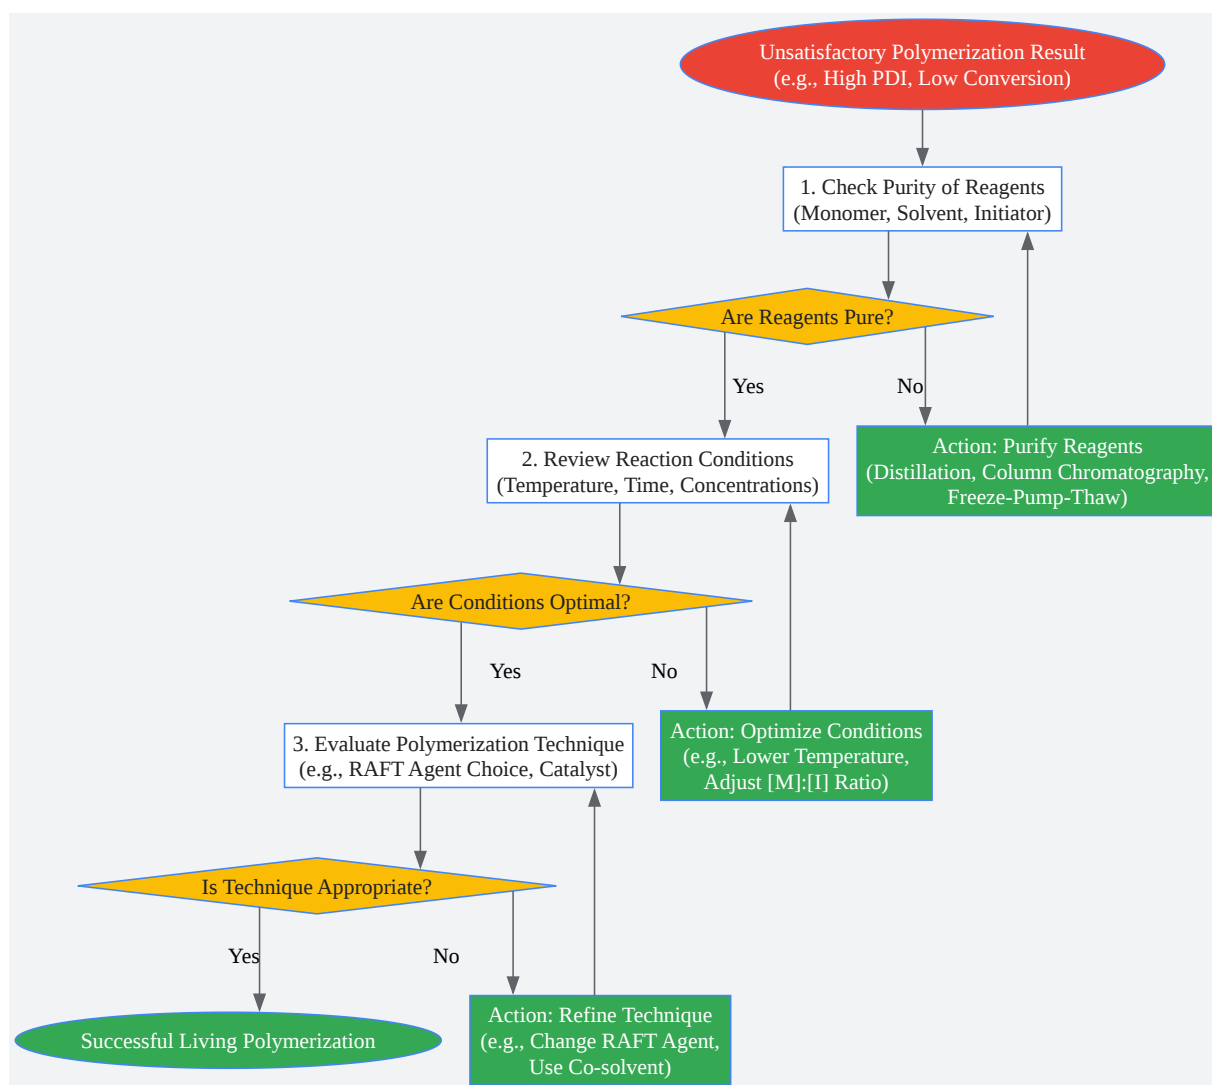 Unsatisfactory Polymerization Result
(e.g., High PDI, Low Conversion)
1. Check Purity of Reagents
(Monomer, Solvent, Initiator)
Are Reagents Pure?
Yes
No
Action: Purify Reagents
(Distillation, Column Chromatography,
Freeze-Pump-Thaw)
2. Review Reaction Conditions
(Temperature, Time, Concentrations)
Are Conditions Optimal?
Yes
No
Action: Optimize Conditions
(e.g., Lower Temperature,
Adjust [M]:[I] Ratio)
3. Evaluate Polymerization Technique
(e.g., RAFT Agent Choice, Catalyst)
Is Technique Appropriate?
Yes
No
Action: Refine Technique
(e.g., Change RAFT Agent,
Use Co-solvent)
Successful Living Polymerization